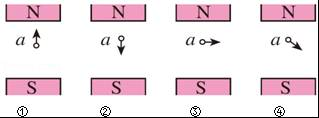 N N N N
a a a a
S S S S
① ② ③ ④